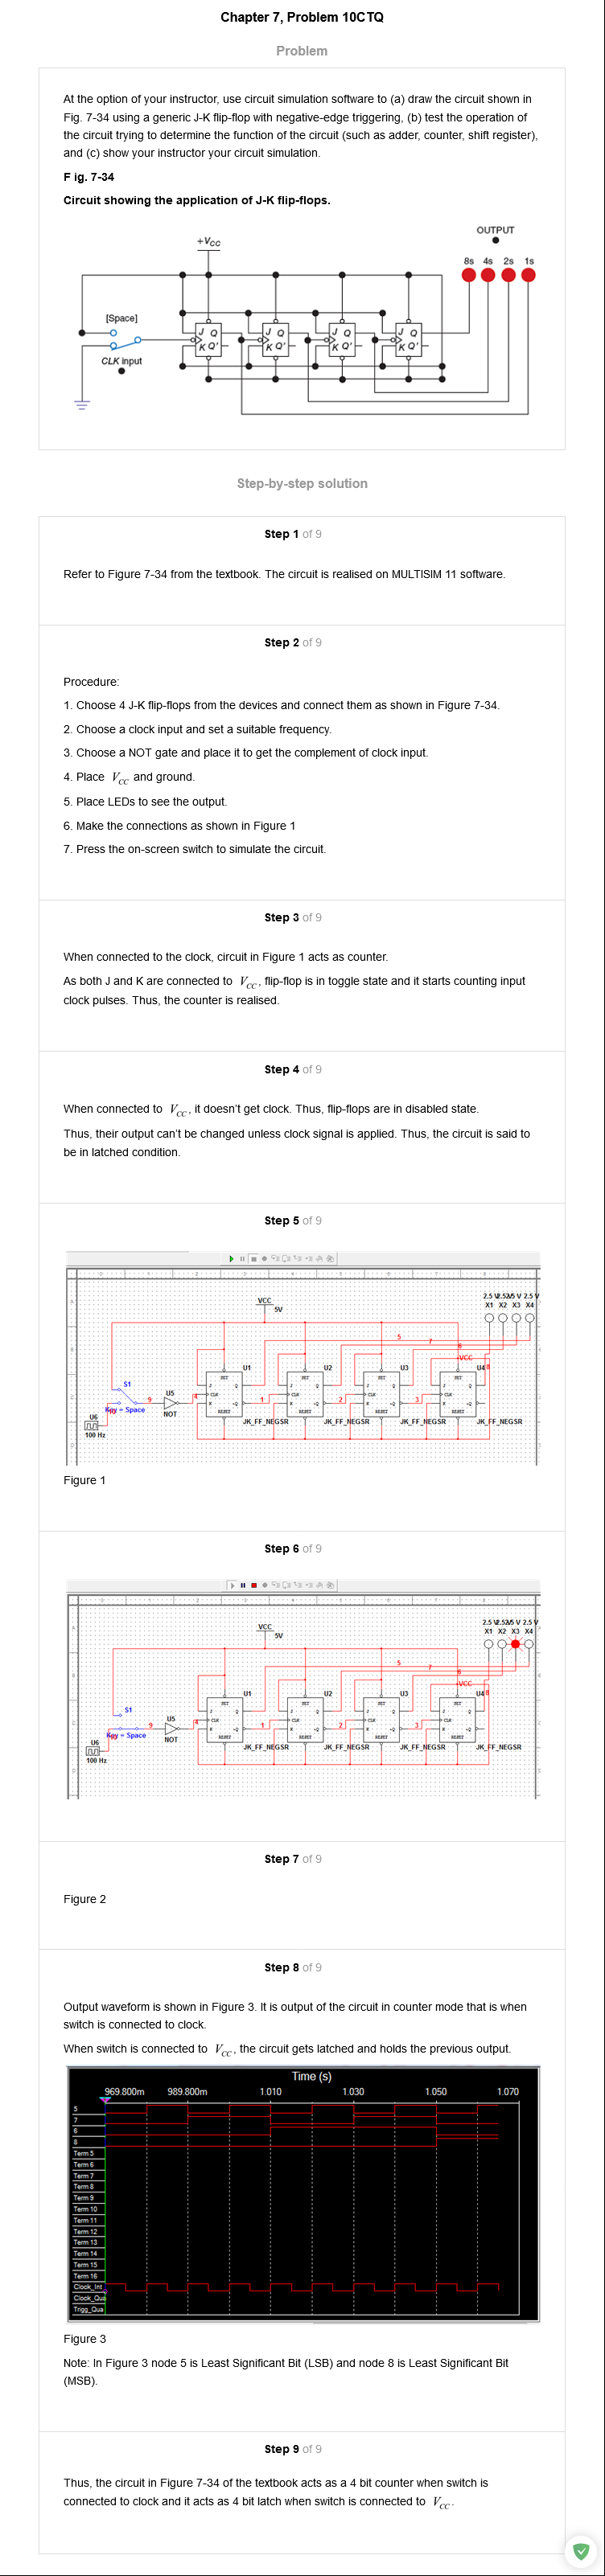 Chapter 7, Problem 10CTQ
Problem
At the option of your instructor, use circuit simulation software to (a) draw the circuit shown in
Fig. 7-34 using a generic J-K flip-flop with negative-edge triggering, (b) test the operation of
the circuit trying to determine the function of the circuit (such as adder, counter, shift register),
and (c) show your instructor your circuit simulation.
F ig. 7-34
Circuit showing the application of J-K flip-flops.
OUTPUT
+Vcc
8s 4s 2s 1s
[Space]
J Q J Q J Q J Q
K Q' K Q' K Q' K Q'
CLK input
Step-by-step solution
Step 1 of 9
Refer to Figure 7-34 from the textbook. The circuit is realised on MULTISIM 11 software.
Step 2 of 9
Procedure:
1. Choose 4 J-K flip-flops from the devices and connect them as shown in Figure 7-34.
2. Choose a clock input and set a suitable frequency.
3. Choose a NOT gate and place it to get the complement of clock input.
4. Place VCC and ground.
5. Place LEDs to see the output.
6. Make the connections as shown in Figure 1
7. Press the on-screen switch to simulate the circuit.
Step 3 of 9
When connected to the clock, circuit in Figure 1 acts as counter.
As both J and K are connected to VCC, flip-flop is in toggle state and it starts counting input
clock pulses. Thus, the counter is realised.
Step 4 of 9
When connected to VCC, it doesn't get clock. Thus, flip-flops are in disabled state.
Thus, their output can't be changed unless clock signal is applied. Thus, the circuit is said to
be in latched condition.
Step 5 of 9
VCC
5V
X1 X2 X3 X4
5 7 6
VCC
U1 U2 U3 U4 8
S1
Key = Space
9 U5 4 1 2 3
NOT
U6
100 Hz
JK_FF_NEGSR JK_FF_NEGSR JK_FF_NEGSR JK_FF_NEGSR
Figure 1
Step 6 of 9
VCC
5V
X1 X2 X3 X4
5 7 6
VCC
U1 U2 U3 U4 8
S1
Key = Space
9 U5 4 1 2 3
NOT
U6
100 Hz
JK_FF_NEGSR JK_FF_NEGSR JK_FF_NEGSR JK_FF_NEGSR
Step 7 of 9
Figure 2
Step 8 of 9
Output waveform is shown in Figure 3. It is output of the circuit in counter mode that is when
switch is connected to clock.
When switch is connected to VCC, the circuit gets latched and holds the previous output.
Time (s)
969.800m 989.800m 1.010 1.030 1.050 1.070
5
7
6
8
Term 5
Term 6
Term 7
Term 8
Term 9
Term 10
Term 11
Term 12
Term 13
Term 14
Term 15
Term 16
Clock_Int
Clock_Qua
Trigg_Qua
Figure 3
Note: In Figure 3 node 5 is Least Significant Bit (LSB) and node 8 is Least Significant Bit
(MSB).
Step 9 of 9
Thus, the circuit in Figure 7-34 of the textbook acts as a 4 bit counter when switch is
connected to clock and it acts as 4 bit latch when switch is connected to VCC.